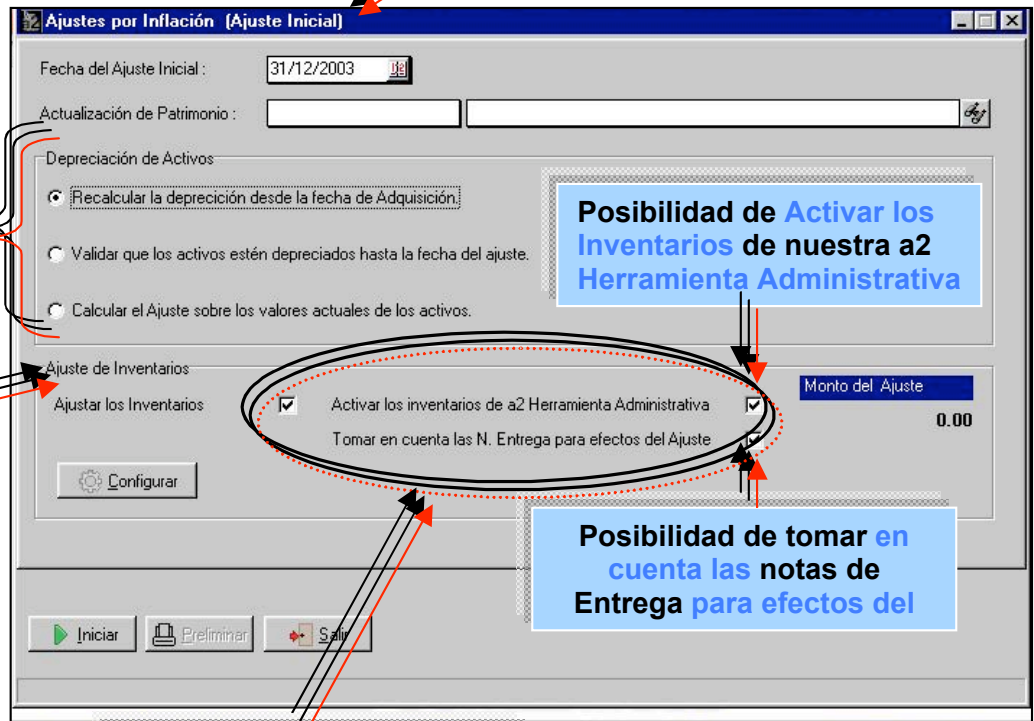 Ajustes por Inflación (Ajuste Inicial)
Fecha del Ajuste Inicial :
31/12/2003
Actualización de Patrimonio :
Depreciación de Activos
Recalcular la deprecición desde la fecha de Adquisición.
Validar que los activos estén depreciados hasta la fecha del ajuste.
Calcular el Ajuste sobre los valores actuales de los activos.
Posibilidad de Activar los
Inventarios de nuestra a2
Herramienta Administrativa
Ajuste de Inventarios
Ajustar los Inventarios
Activar los inventarios de a2 Herramienta Administrativa
Tomar en cuenta las N. Entrega para efectos del Ajuste
Monto del Ajuste
0.00
Configurar
Posibilidad de tomar en
cuenta las notas de
Entrega para efectos del
Iniciar
Preliminar
Salir